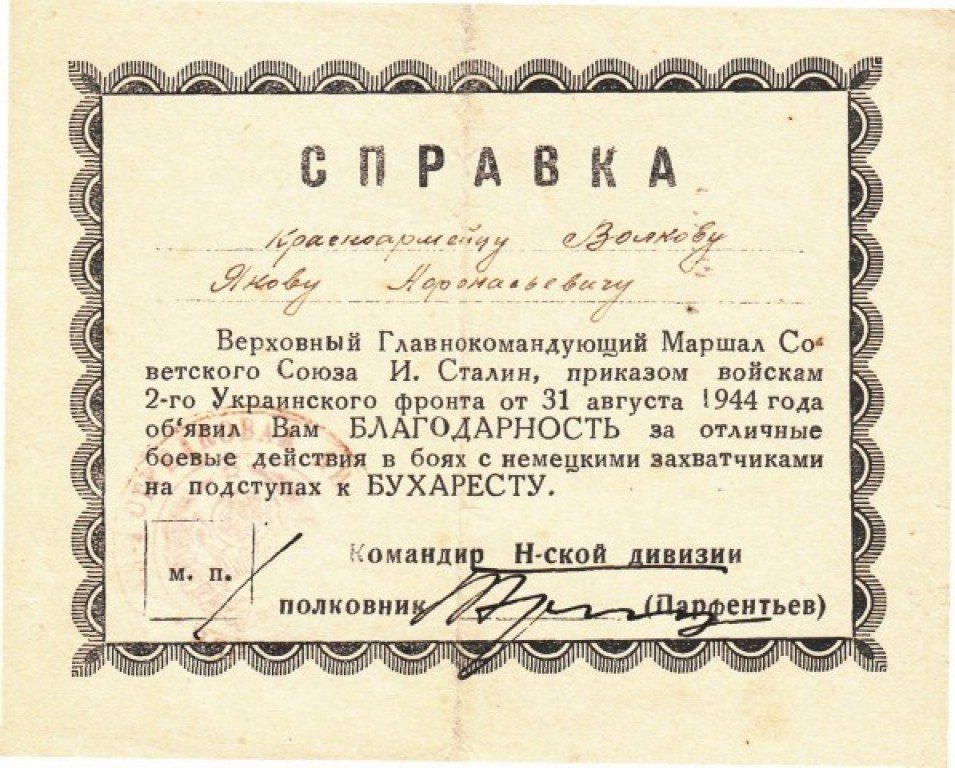 СПРАВКА
Красноармейцу Волкову
Якову Афонасьевичу
Верховный Главнокомандующий Маршал Со-
ветского Союза И. Сталин, приказом войскам
2-го Украинского фронта от 31 августа 1944 года
об'явил Вам БЛАГОДАРНОСТЬ за отличные
боевые действия в боях с немецкими захватчиками
на подступах к БУХАРЕСТУ.
Командир Н-ской дивизии
м. п.
полковник (Парфентьев)